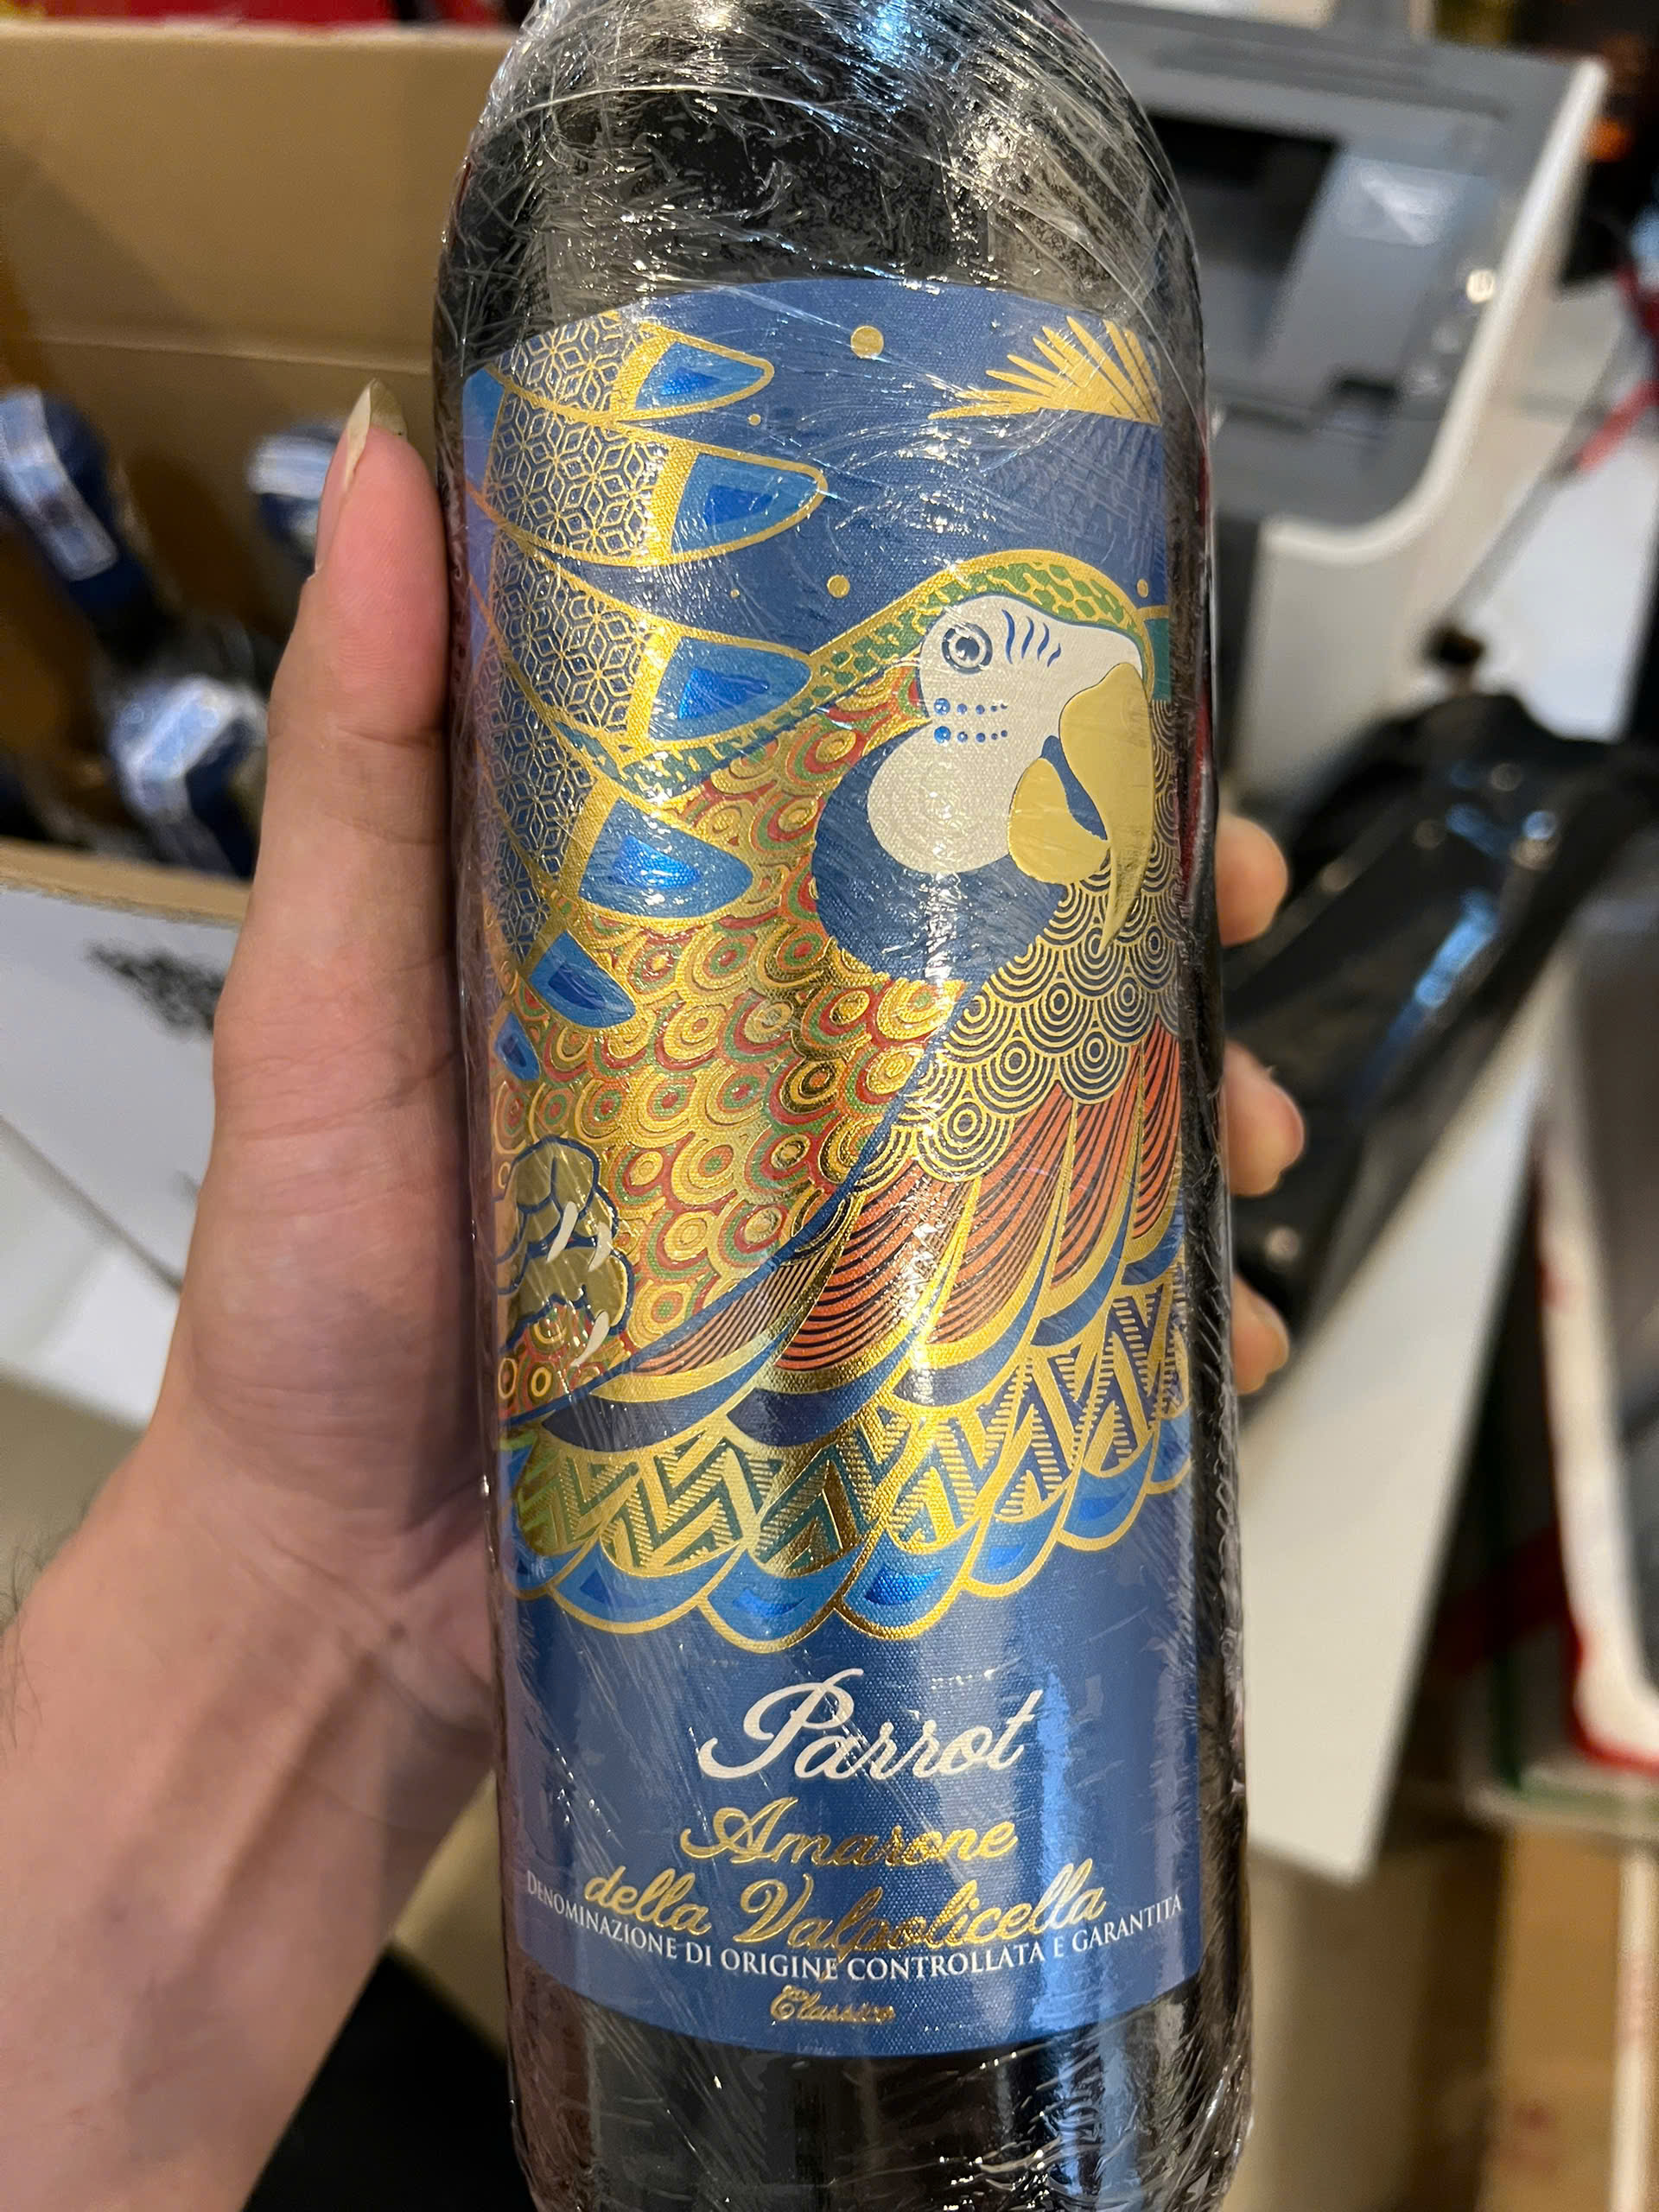 Parrot
Amarone
della Valpolicella
DENOMINAZIONE DI ORIGINE CONTROLLATA E GARANTITA
Classico